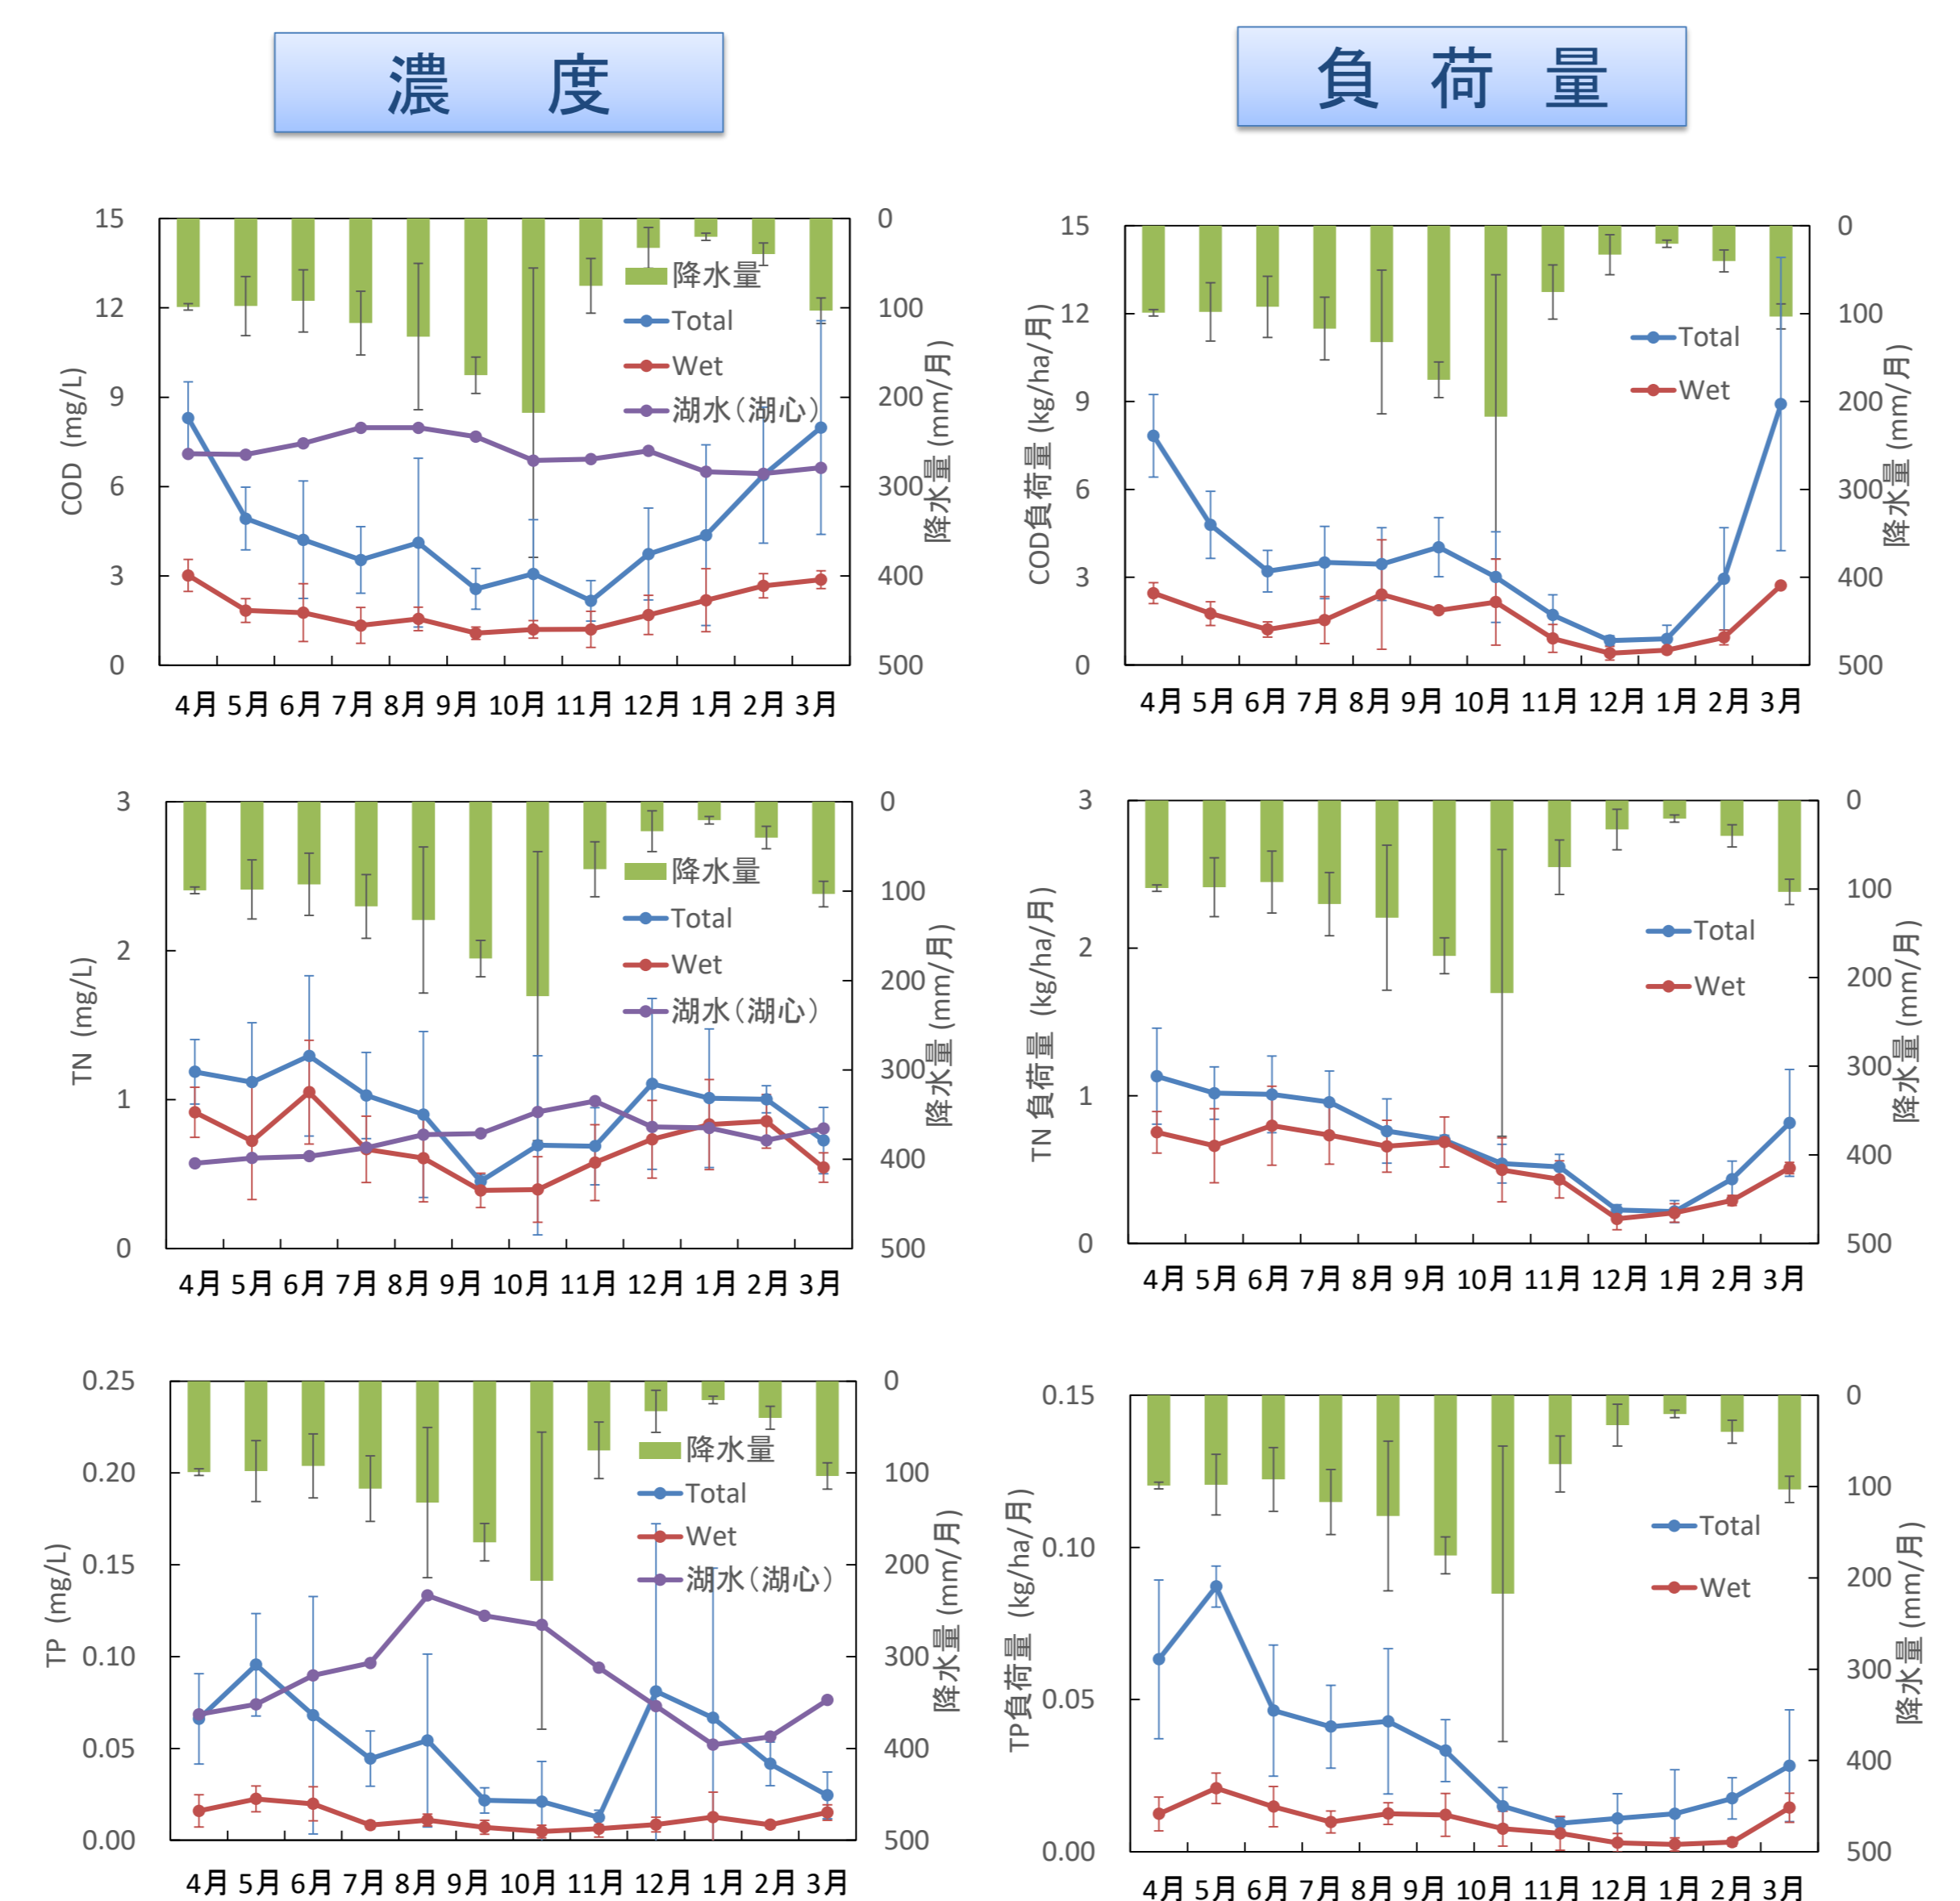 濃 度
負 荷 量
15
12
9
6
3
0
COD (mg/L)
0
100
200
300
400
500
降水量 (mm/月)
降水量
Total
Wet
湖水(湖心)
4月 5月 6月 7月 8月 9月 10月 11月 12月 1月 2月 3月
15
12
9
6
3
0
COD負荷量 (kg/ha/月)
0
100
200
300
400
500
降水量 (mm/月)
Total
Wet
4月 5月 6月 7月 8月 9月 10月 11月 12月 1月 2月 3月
3
2
1
0
TN (mg/L)
0
100
200
300
400
500
降水量 (mm/月)
降水量
Total
Wet
湖水(湖心)
4月 5月 6月 7月 8月 9月 10月 11月 12月 1月 2月 3月
3
2
1
0
TN 負荷量 (kg/ha/月)
0
100
200
300
400
500
降水量 (mm/月)
Total
Wet
4月 5月 6月 7月 8月 9月 10月 11月 12月 1月 2月 3月
0.25
0.20
0.15
0.10
0.05
0.00
TP (mg/L)
0
100
200
300
400
500
降水量 (mm/月)
降水量
Total
Wet
湖水(湖心)
4月 5月 6月 7月 8月 9月 10月 11月 12月 1月 2月 3月
0.15
0.10
0.05
0.00
TP負荷量 (kg/ha/月)
0
100
200
300
400
500
降水量 (mm/月)
Total
Wet
4月 5月 6月 7月 8月 9月 10月 11月 12月 1月 2月 3月